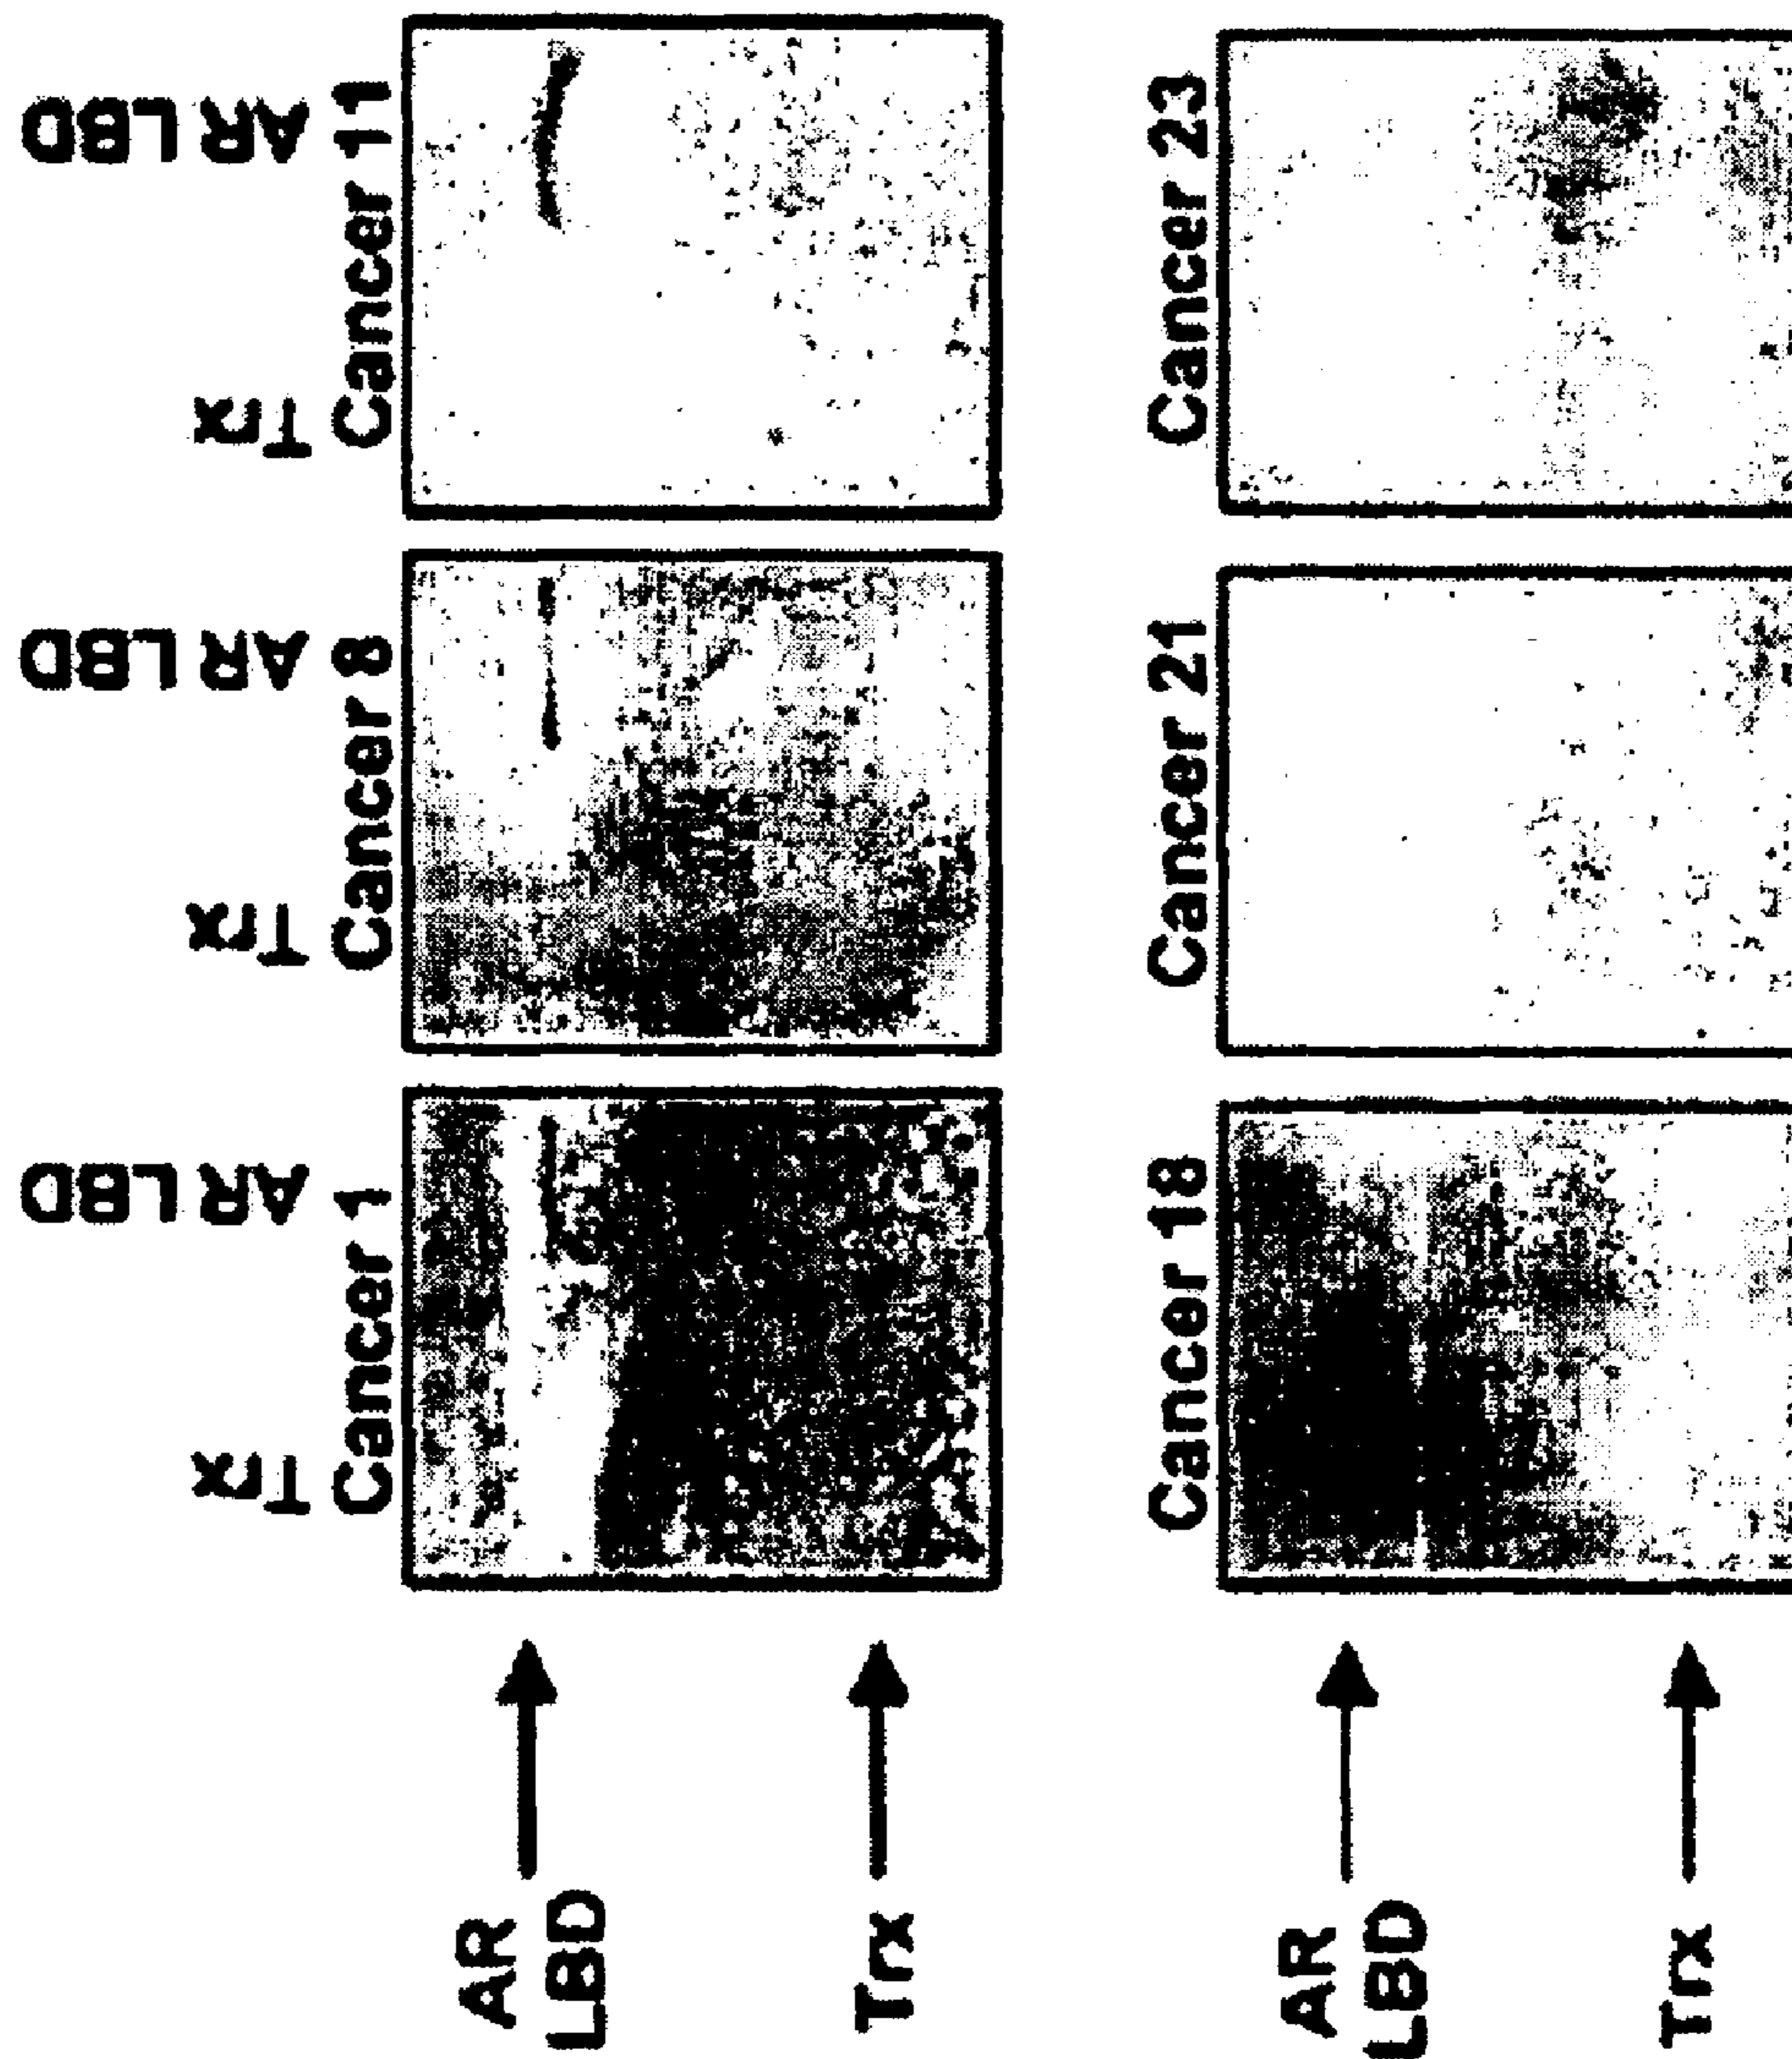 Trx AR LBD Trx AR LBD Trx AR LBD
Cancer 1 Cancer 8 Cancer 11
AR
LBD
Trx
Cancer 18 Cancer 21 Cancer 23
AR
LBD
Trx